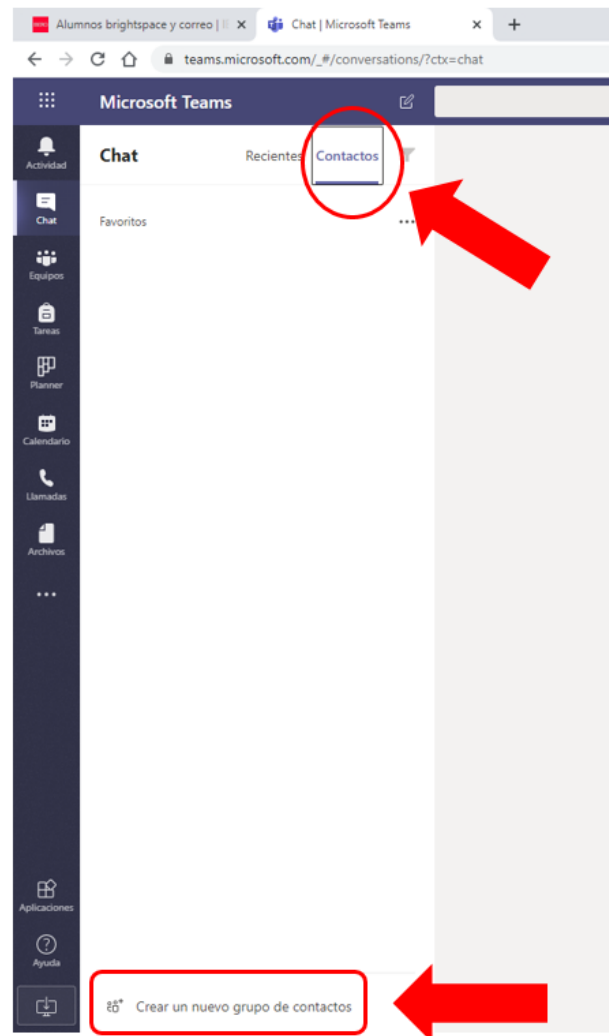 Alumnos brightspace y correo |
Chat | Microsoft Teams
teams.microsoft.com/_#/conversations/?ctx=chat
Microsoft Teams
Actividad
Chat
Equipos
Tareas
Planner
Calendario
Llamadas
Archivos
...
Aplicaciones
Ayuda
Chat Recientes Contactos
Favoritos ...
Crear un nuevo grupo de contactos